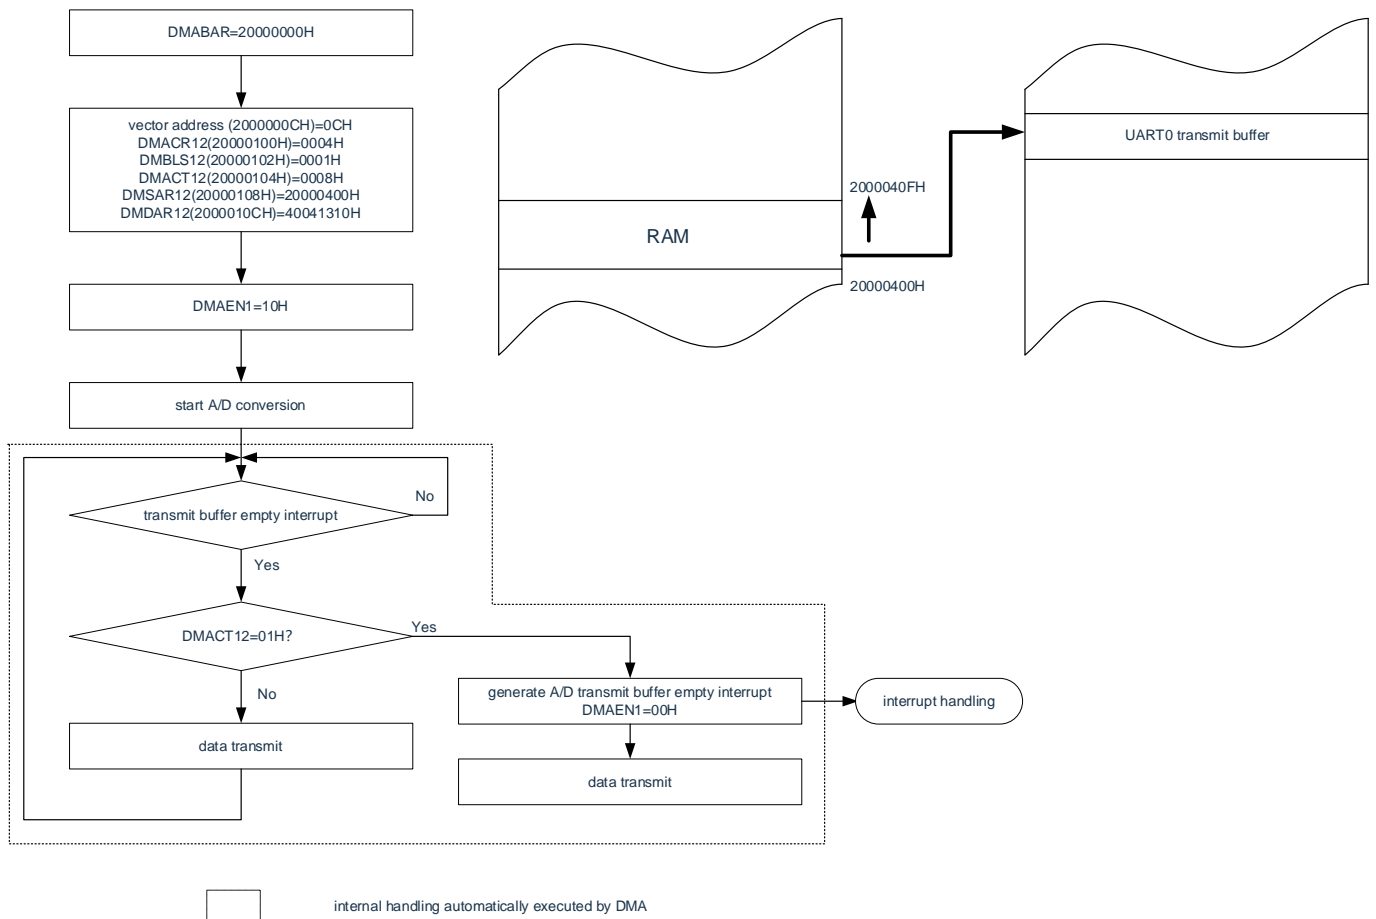 DMABAR=20000000H
vector address (2000000CH)=0CH
DMACR12(20000100H)=0004H
DMBLS12(20000102H)=0001H
DMACT12(20000104H)=0008H
DMSAR12(20000108H)=20000400H
DMDAR12(2000010CH)=40041310H
DMAEN1=10H
start A/D conversion
transmit buffer empty interrupt
No
Yes
DMACT12=01H?
Yes
No
data transmit
generate A/D transmit buffer empty interrupt
DMAEN1=00H
interrupt handling
data transmit
RAM
2000040FH
20000400H
UART0 transmit buffer
internal handling automatically executed by DMA